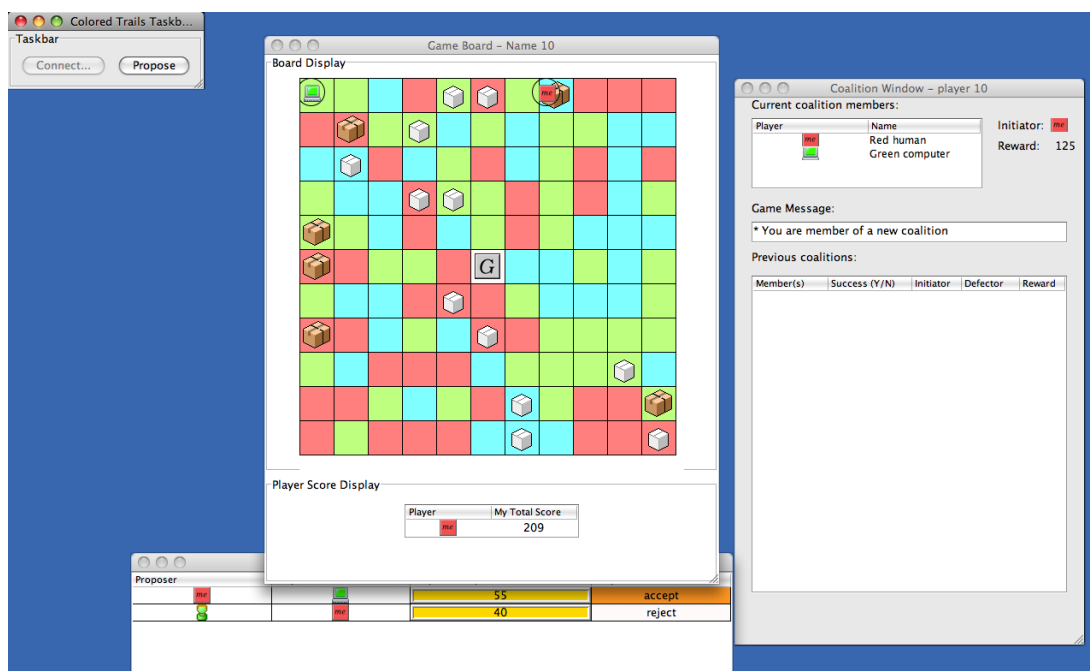 Colored Trails Taskb...
Taskbar
Connect...
Propose
Game Board – Name 10
Board Display
me
G
Player Score Display
Player My Total Score
me 209
Coalition Window – player 10
Current coalition members:
Player Name
me Red human
Green computer
Initiator: me
Reward: 125
Game Message:
* You are member of a new coalition
Previous coalitions:
Member(s) Success (Y/N) Initiator Defector Reward
Proposer
me 55 accept
me 40 reject